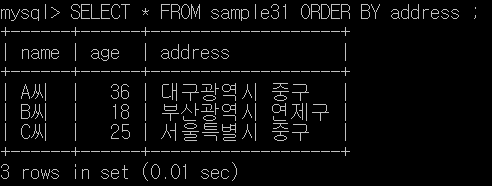 mysql> SELECT * FROM sample31 ORDER BY address ;
+------+------+--------------------+
| name | age | address |
+------+------+--------------------+
| A씨 | 36 | 대구광역시 중구 |
| B씨 | 18 | 부산광역시 연제구 |
| C씨 | 25 | 서울특별시 중구 |
+------+------+--------------------+
3 rows in set (0.01 sec)